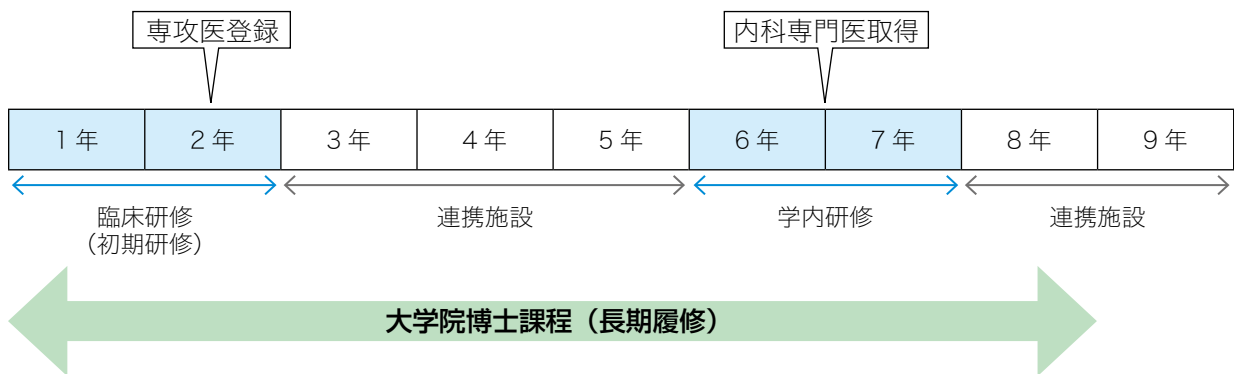 専攻医登録
内科専門医取得
1年
2年
3年
4年
5年
6年
7年
8年
9年
臨床研修
（初期研修）
連携施設
学内研修
連携施設
大学院博士課程（長期履修）